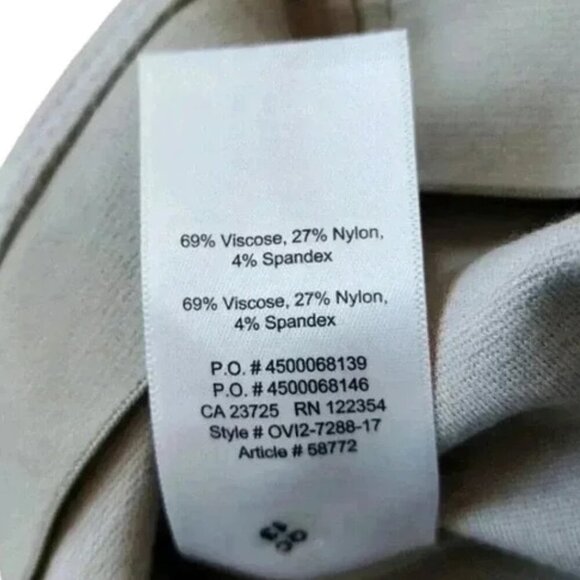 69% Viscose, 27% Nylon,
4% Spandex
69% Viscose, 27% Nylon,
4% Spandex
P.O. # 4500068139
P.O. # 4500068146
CA 23725 RN 122354
Style # OVI2-7288-17
Article # 58772